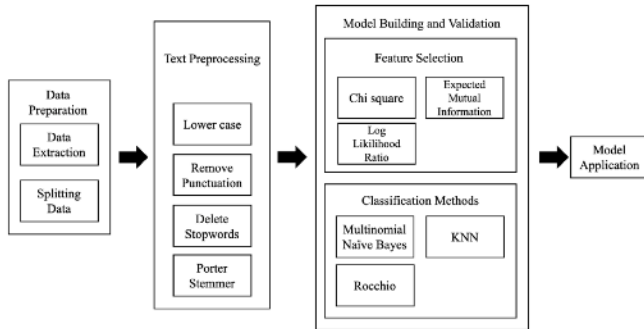 Data
Preparation
Data
Extraction
Splitting
Data
Text Preprocessing
Lower case
Remove
Punctuation
Delete
Stopwords
Porter
Stemmer
Model Building and Validation
Feature Selection
Chi square
Expected
Mutual
Information
Log
Likilihood
Ratio
Classification Methods
Multinomial
Naïve Bayes
KNN
Rocchio
Model
Application